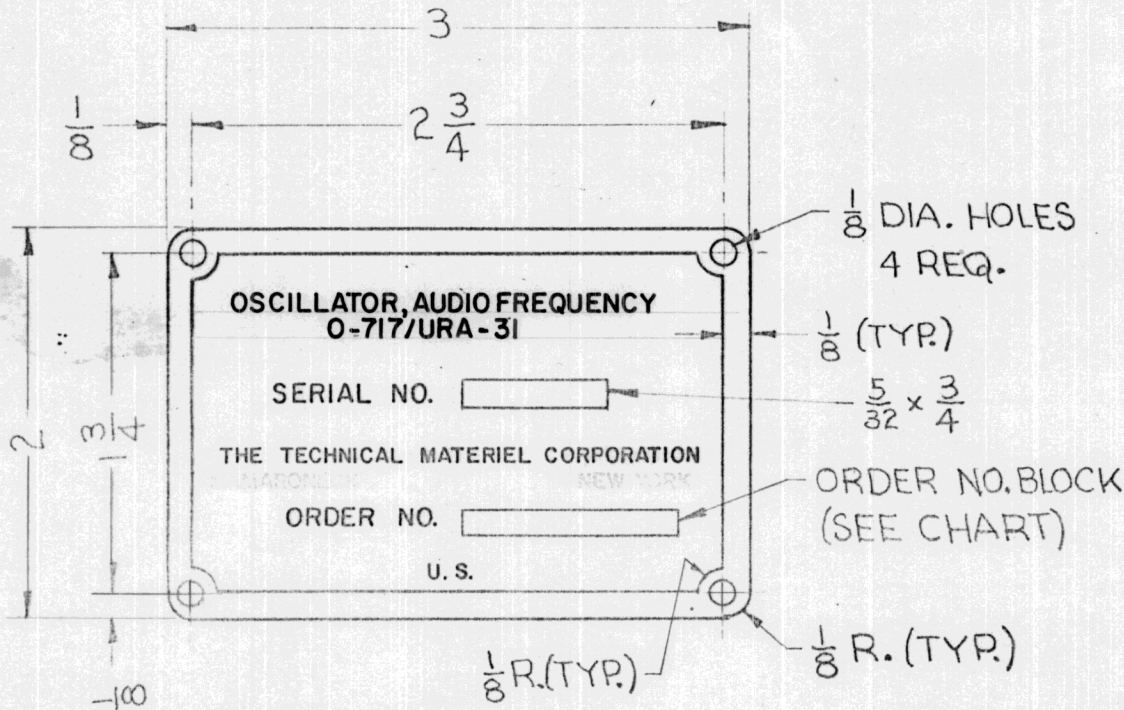 3
1/8
2 3/4
1/8 DIA. HOLES
4 REQ.
OSCILLATOR, AUDIO FREQUENCY
O-717/URA-31
1/8 (TYP.)
SERIAL NO.
5/32 x 3/4
2
1 3/4
THE TECHNICAL MATERIEL CORPORATION
MARONECK NEW YORK
ORDER NO. BLOCK
(SEE CHART)
ORDER NO.
U. S.
1/8 R. (TYP.)
1/8 R. (TYP.)
1/8